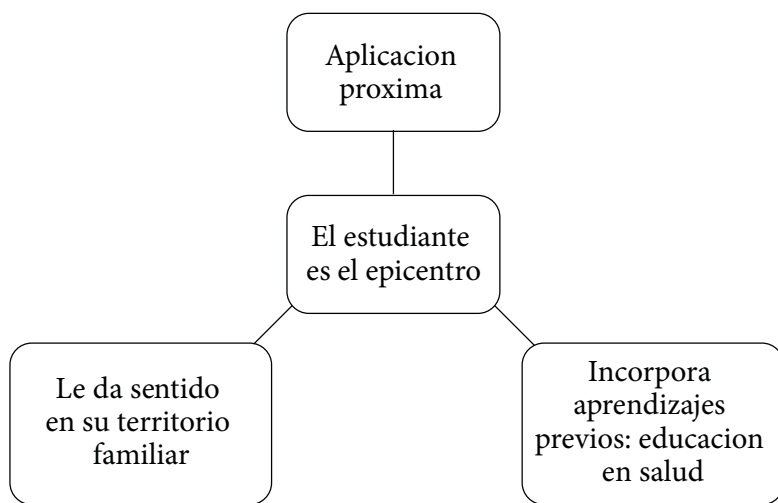 Aplicacion
proxima
El estudiante
es el epicentro
Le da sentido
en su territorio
familiar
Incorpora
aprendizajes
previos: educacion
en salud